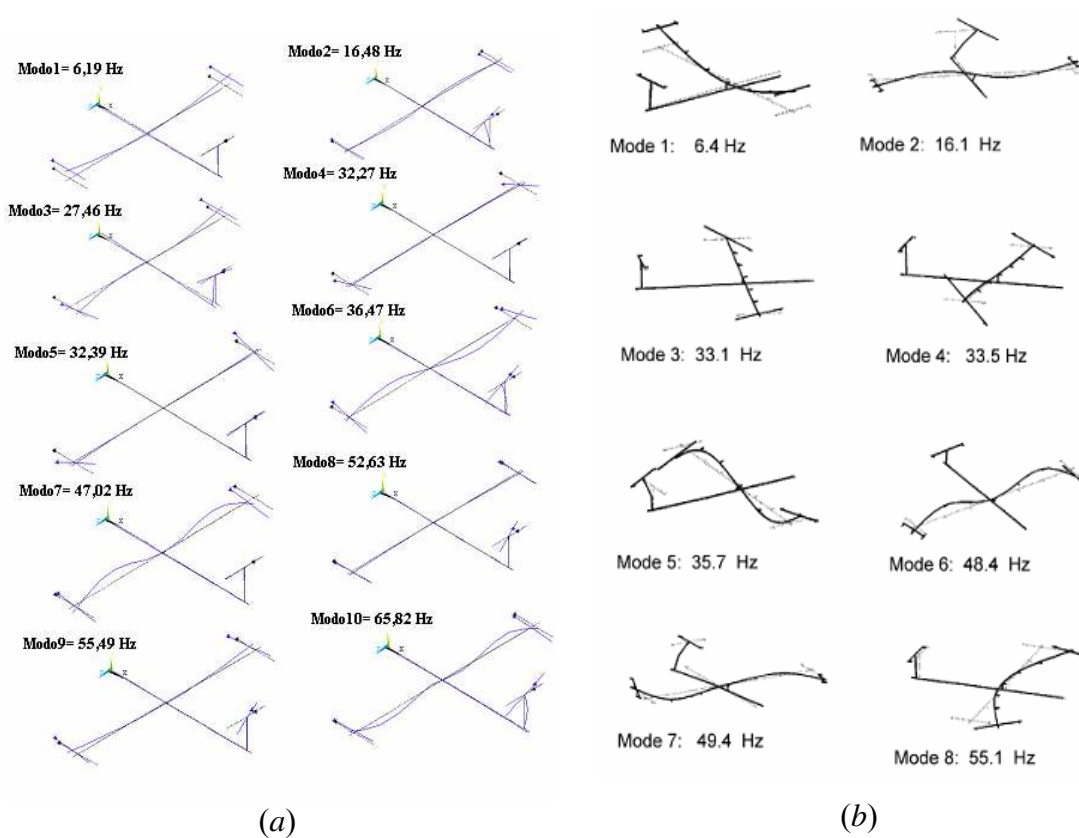 Modo1= 6,19 Hz
Modo2= 16,48 Hz
Modo3= 27,46 Hz
Modo4= 32,27 Hz
Modo5= 32,39 Hz
Modo6= 36,47 Hz
Modo7= 47,02 Hz
Modo8= 52,63 Hz
Modo9= 55,49 Hz
Modo10= 65,82 Hz
(a)
Mode 1: 6.4 Hz
Mode 2: 16.1 Hz
Mode 3: 33.1 Hz
Mode 4: 33.5 Hz
Mode 5: 35.7 Hz
Mode 6: 48.4 Hz
Mode 7: 49.4 Hz
Mode 8: 55.1 Hz
(b)